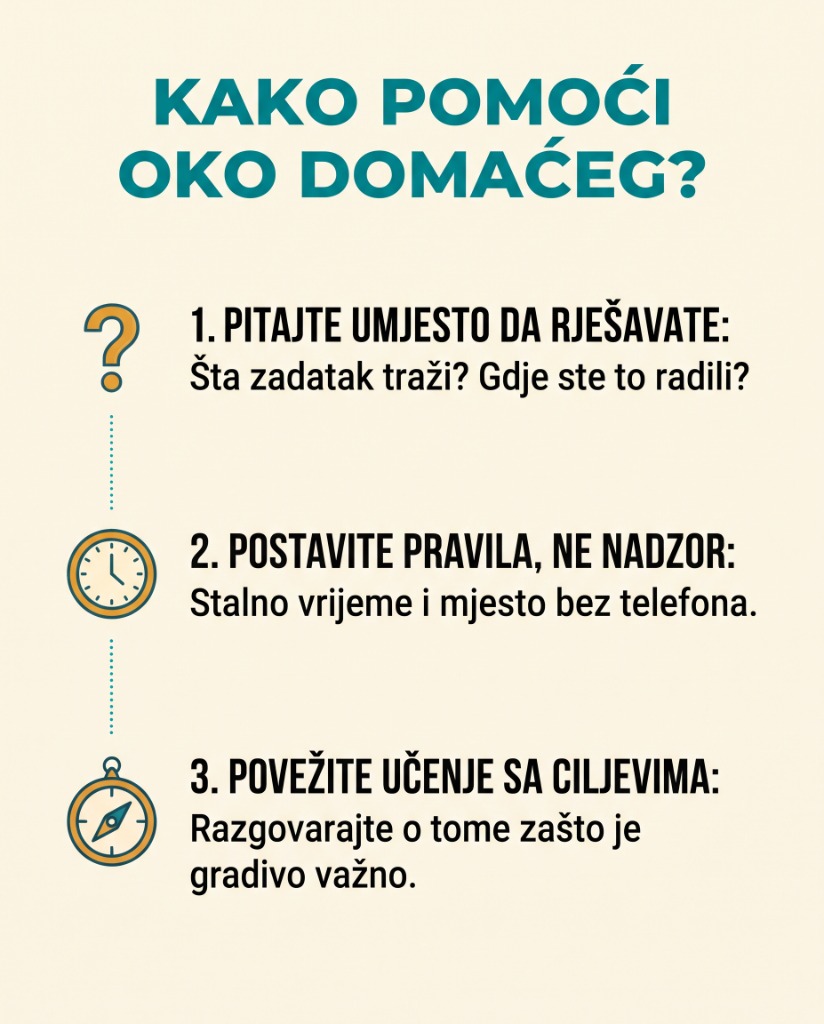 KAKO POMOĆI
OKO DOMAĆEG?
1. PITAJTE UMJESTO DA RJEŠAVATE:
Šta zadatak traži? Gdje ste to radili?
2. POSTAVITE PRAVILA, NE NADZOR:
Stalno vrijeme i mjesto bez telefona.
3. POVEŽITE UČENJE SA CILJEVIMA:
Razgovarajte o tome zašto je
gradivo važno.